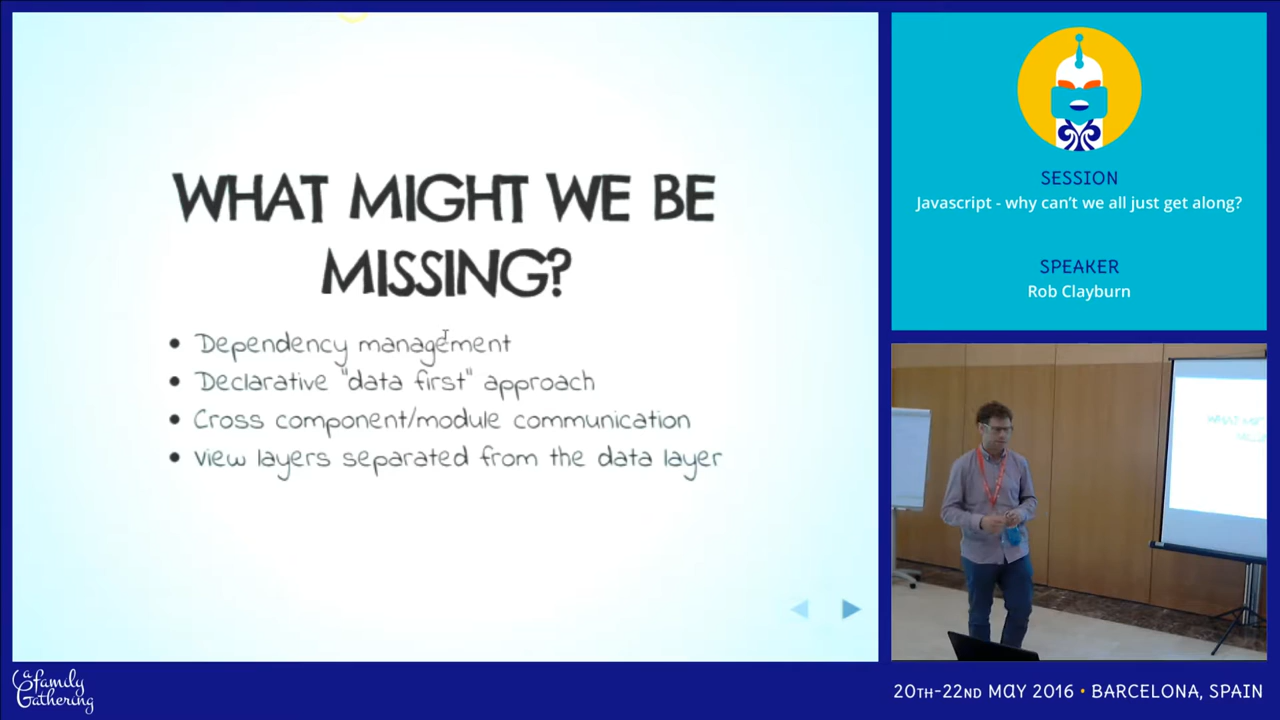 WHAT MIGHT WE BE
MISSING?
Dependency management
Declarative "data first" approach
Cross component/module communication
view layers separated from the data layer
SESSION
Javascript - why can't we all just get along?
SPEAKER
Rob Clayburn
a family
Gathering
20TH-22ND MAY 2016 • BARCELONA, SPAIN